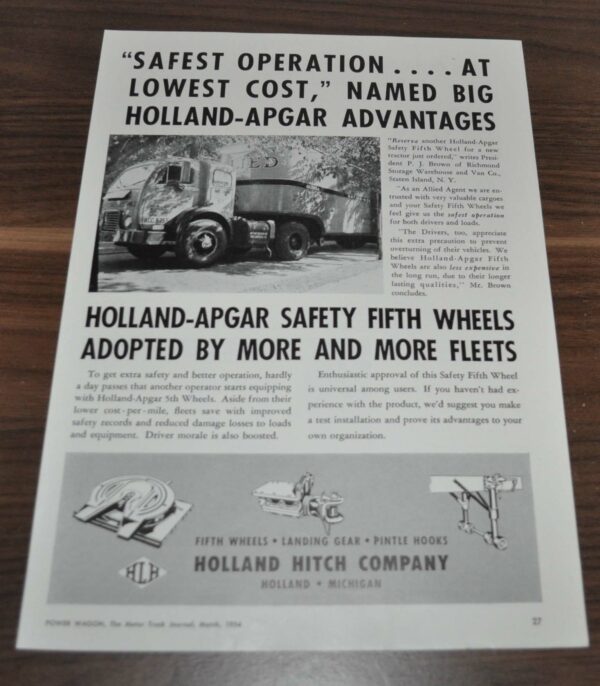 “SAFEST OPERATION . . . . AT
LOWEST COST,” NAMED BIG
HOLLAND-APGAR ADVANTAGES
"Reserve another Holland-Apgar
Safety Fifth Wheel for a new
tractor just ordered," writes Presi-
dent P. J. Brown of Richmond
Storage Warehouse and Van Co.,
Staten Island, N. Y.
"As an Allied Agent we are en-
trusted with very valuable cargoes
and your Safety Fifth Wheels we
feel give us the safest operation
for both drivers and loads.
"The Drivers, too, appreciate
this extra precaution to prevent
overturning of their vehicles. We
believe Holland-Apgar Fifth
Wheels are also less expensive in
the long run, due to their longer
lasting qualities," Mr. Brown
concludes.
HOLLAND-APGAR SAFETY FIFTH WHEELS
ADOPTED BY MORE AND MORE FLEETS
To get extra safety and better operation, hardly
a day passes that another operator starts equipping
with Holland-Apgar 5th Wheels. Aside from their
lower cost-per-mile, fleets save with improved
safety records and reduced damage losses to loads
and equipment. Driver morale is also boosted.
Enthusiastic approval of this Safety Fifth Wheel
is universal among users. If you haven't had ex-
perience with the product, we'd suggest you make
a test installation and prove its advantages to your
own organization.
FIFTH WHEELS • LANDING GEAR • PINTLE HOOKS
HLH
HOLLAND HITCH COMPANY
HOLLAND • MICHIGAN
POWER WAGON, The Motor Truck Journal, March, 1954
27